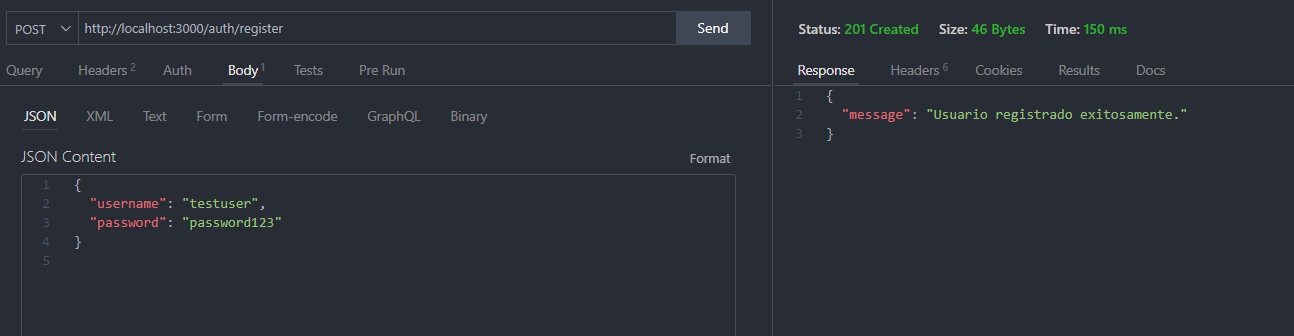 POST http://localhost:3000/auth/register Send
Query Headers 2 Auth Body 1 Tests Pre Run
JSON XML Text Form Form-encode GraphQL Binary
JSON Content Format
1 {
2 "username": "testuser",
3 "password": "password123"
4 }
5
Status: 201 Created Size: 46 Bytes Time: 150 ms
Response Headers 6 Cookies Results Docs
1 {
2 "message": "Usuario registrado exitosamente."
3 }